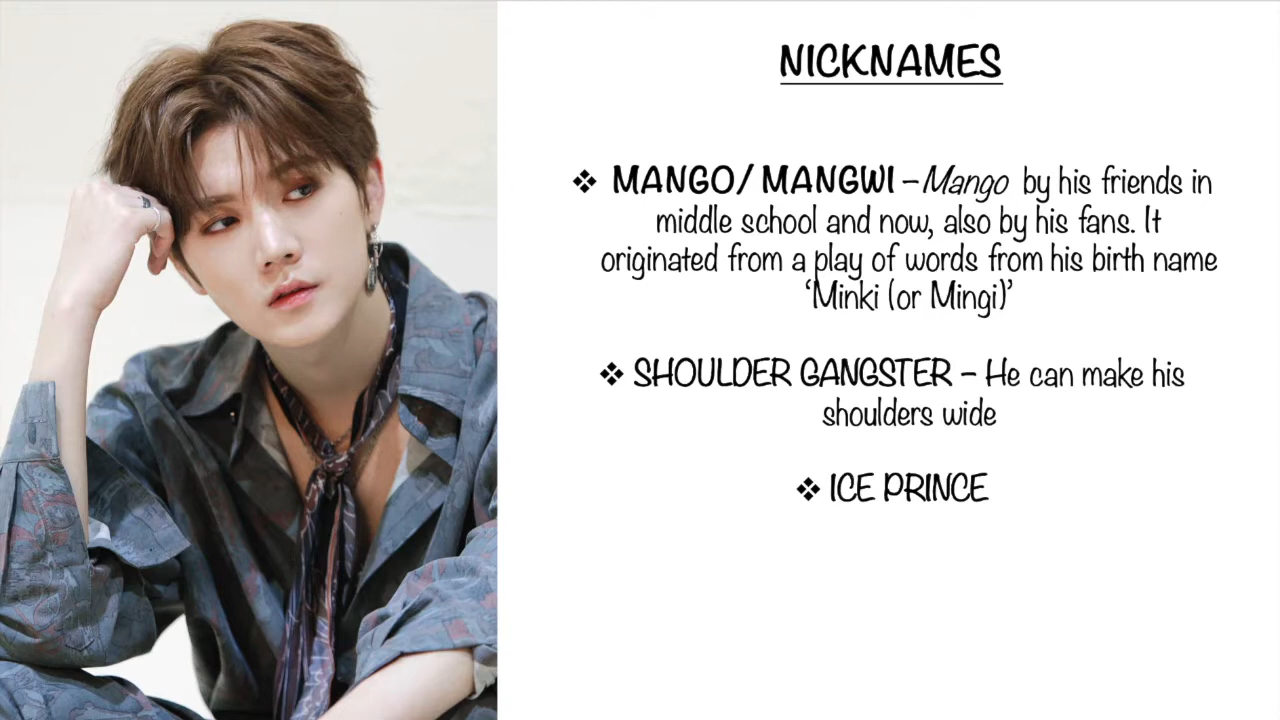 NICKNAMES
❖ MANGO/ MANGWI – Mango by his friends in
middle school and now, also by his fans. It
originated from a play of words from his birth name
‘Minki (or Mingi)’
❖ SHOULDER GANGSTER – He can make his
shoulders wide
❖ ICE PRINCE